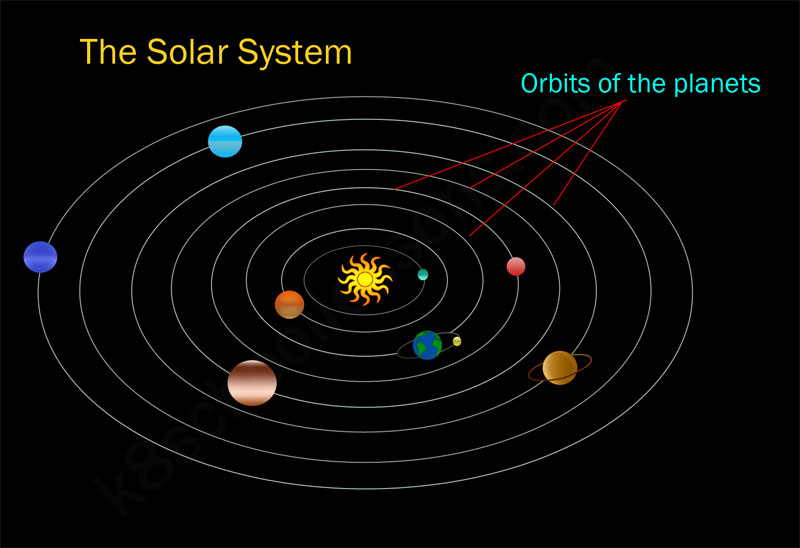 The Solar System
Orbits of the planets